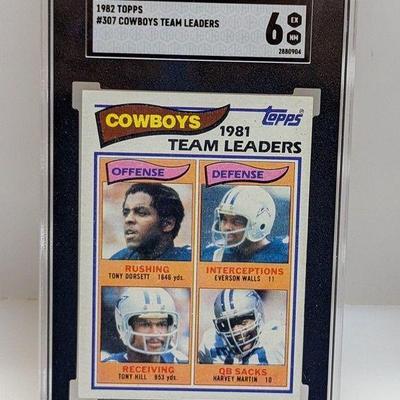 1982 TOPPS
#307 COWBOYS TEAM LEADERS
6
EX
NM
2880904
COWBOYS
topps
1981
TEAM LEADERS
OFFENSE
DEFENSE
RUSHING
TONY DORSETT 1646 yds.
INTERCEPTIONS
EVERSON WALLS 11
RECEIVING
TONY HILL 953 yds.
QB SACKS
HARVEY MARTIN 10